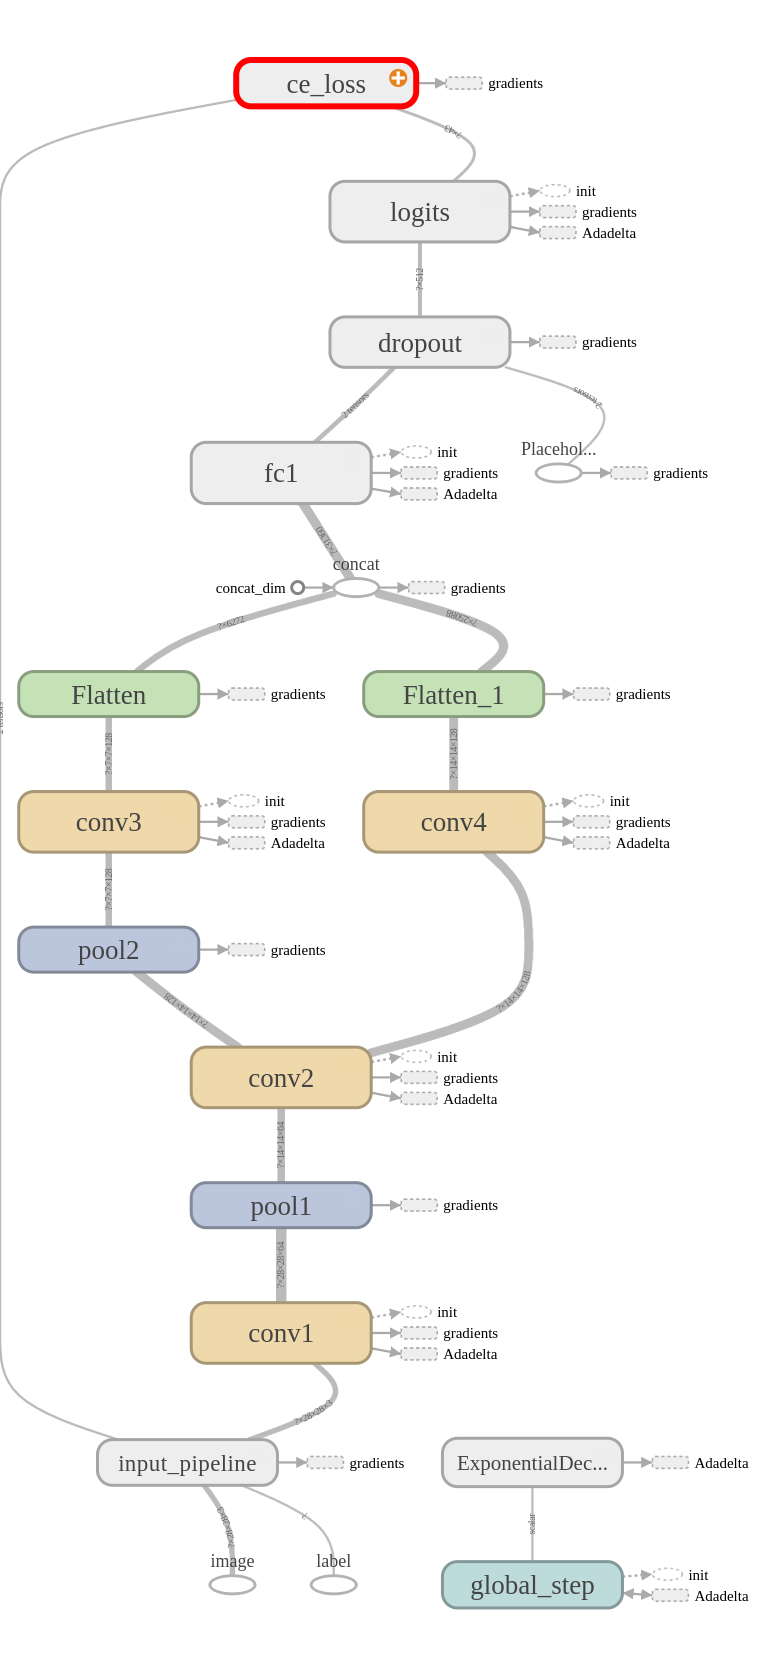 ce_loss
gradients
?×43
logits
init
gradients
Adadelta
?×512
dropout
gradients
2 tensors
2 tensors
Placehol...
gradients
fc1
init
gradients
Adadelta
?×31360
concat
concat_dim
gradients
?×6272
?×25088
Flatten
gradients
Flatten_1
gradients
2 tensors
?×7×7×128
?×14×14×128
conv3
init
gradients
Adadelta
conv4
init
gradients
Adadelta
?×7×7×128
pool2
gradients
?×14×14×128
?×14×14×128
conv2
init
gradients
Adadelta
?×14×14×64
pool1
gradients
?×28×28×64
conv1
init
gradients
Adadelta
?×28×28×3
input_pipeline
gradients
ExponentialDec...
Adadelta
?×28×28×3
?
scalar
image
label
global_step
init
Adadelta